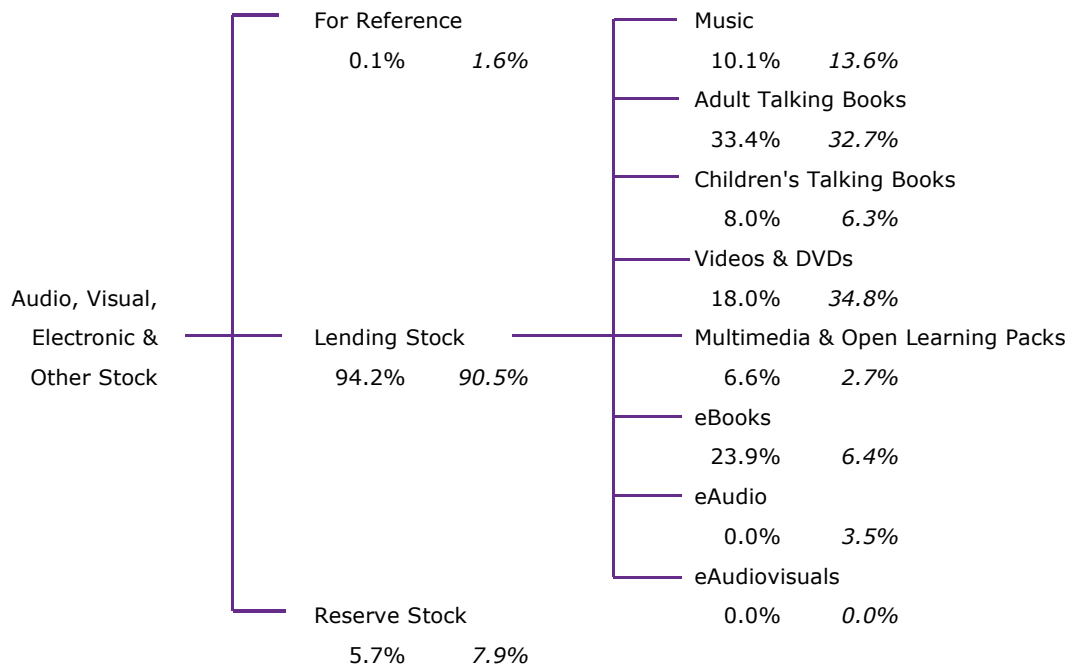 For Reference
0.1% 1.6%
Music
10.1% 13.6%
Adult Talking Books
33.4% 32.7%
Children's Talking Books
8.0% 6.3%
Videos & DVDs
18.0% 34.8%
Audio, Visual,
Electronic &
Other Stock
Lending Stock
94.2% 90.5%
Multimedia & Open Learning Packs
6.6% 2.7%
eBooks
23.9% 6.4%
eAudio
0.0% 3.5%
eAudiovisuals
0.0% 0.0%
Reserve Stock
5.7% 7.9%